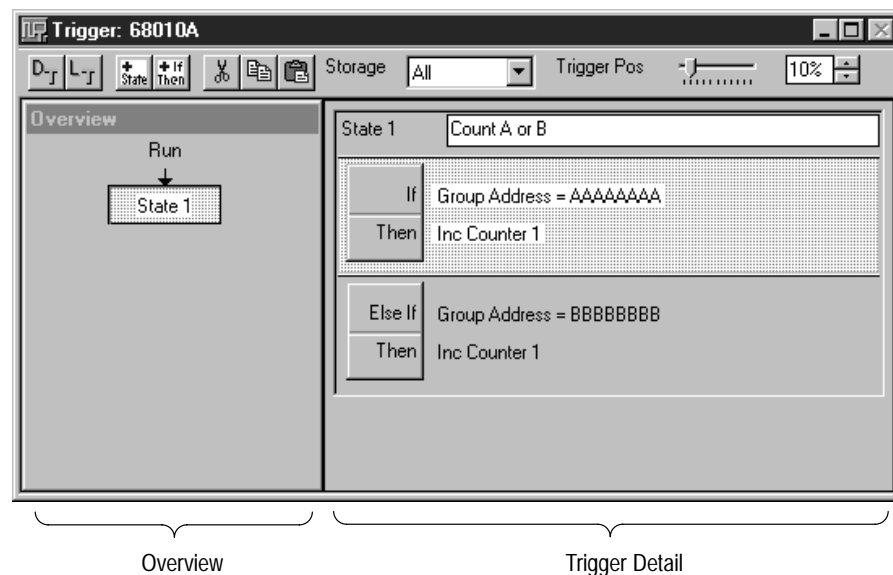 Trigger: 68010A
D L + State + If Then Storage All Trigger Pos 10%
Overview
Run
State 1
State 1 Count A or B
If Group Address = AAAAAAAA
Then Inc Counter 1
Else If Group Address = BBBBBBBB
Then Inc Counter 1
Overview Trigger Detail